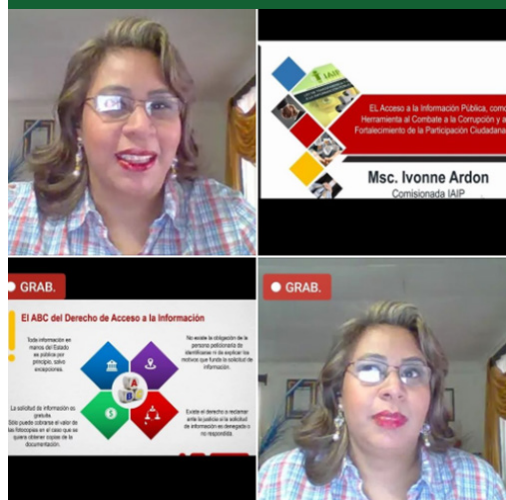 IAIP
EL Acceso a la Información Pública, como
Herramienta al Combate a la Corrupción y a
Fortalecimiento de la Participación Ciudadana
Msc. Ivonne Ardon
Comisionada IAIP
GRAB.
El ABC del Derecho de Acceso a la Información
Toda información en
manos del Estado
es pública por
principio, salvo
excepciones.
No existe la obligación de la
persona peticionaria de
identificarse ni de explicar los
motivos que funda la solicitud de
información.
La solicitud de información es
gratuita.
Sólo puede cobrarse el valor de
las fotocopias en el caso que se
quiera obtener copias de la
documentación.
Existe el derecho a reclamar
ante la justicia si la solicitud
de información es denegada o
no respondida.
GRAB.